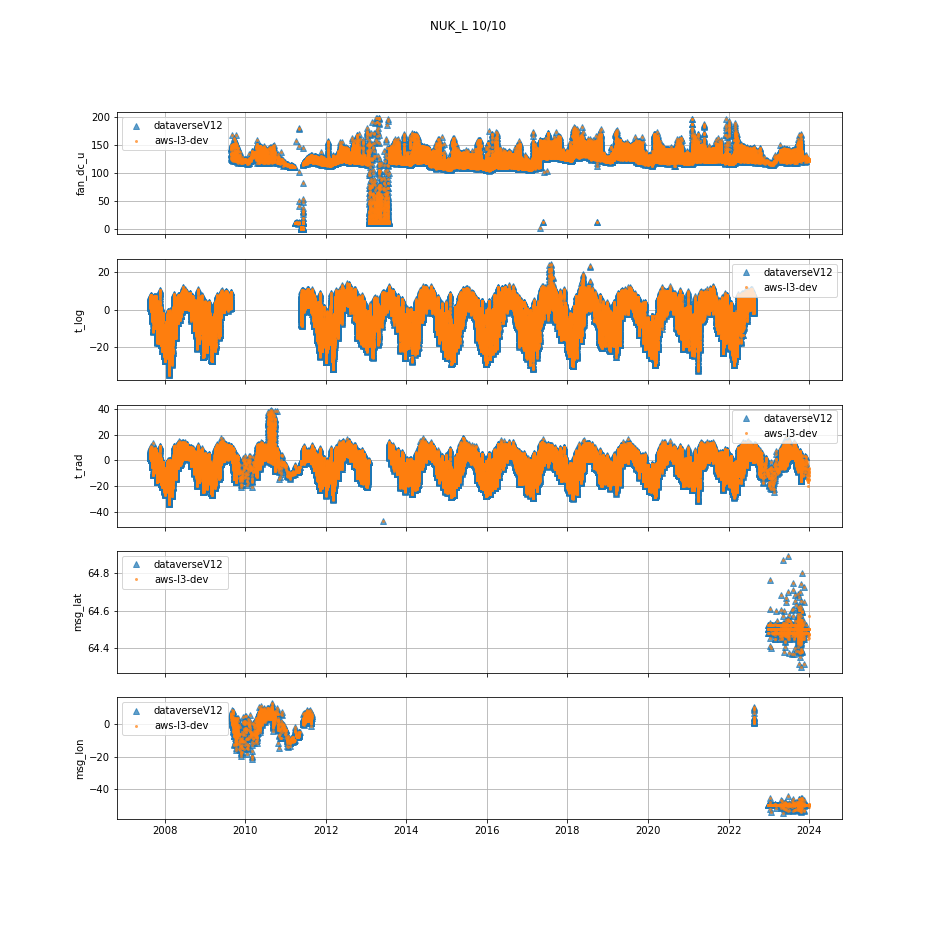 NUK_L 10/10
fan_dc_u
200
150
100
50
0
dataverseV12
aws-l3-dev
t_log
20
0
−20
dataverseV12
aws-l3-dev
t_rad
40
20
0
−20
−40
dataverseV12
aws-l3-dev
msg_lat
64.8
64.6
64.4
dataverseV12
aws-l3-dev
msg_lon
0
−20
−40
dataverseV12
aws-l3-dev
2008 2010 2012 2014 2016 2018 2020 2022 2024